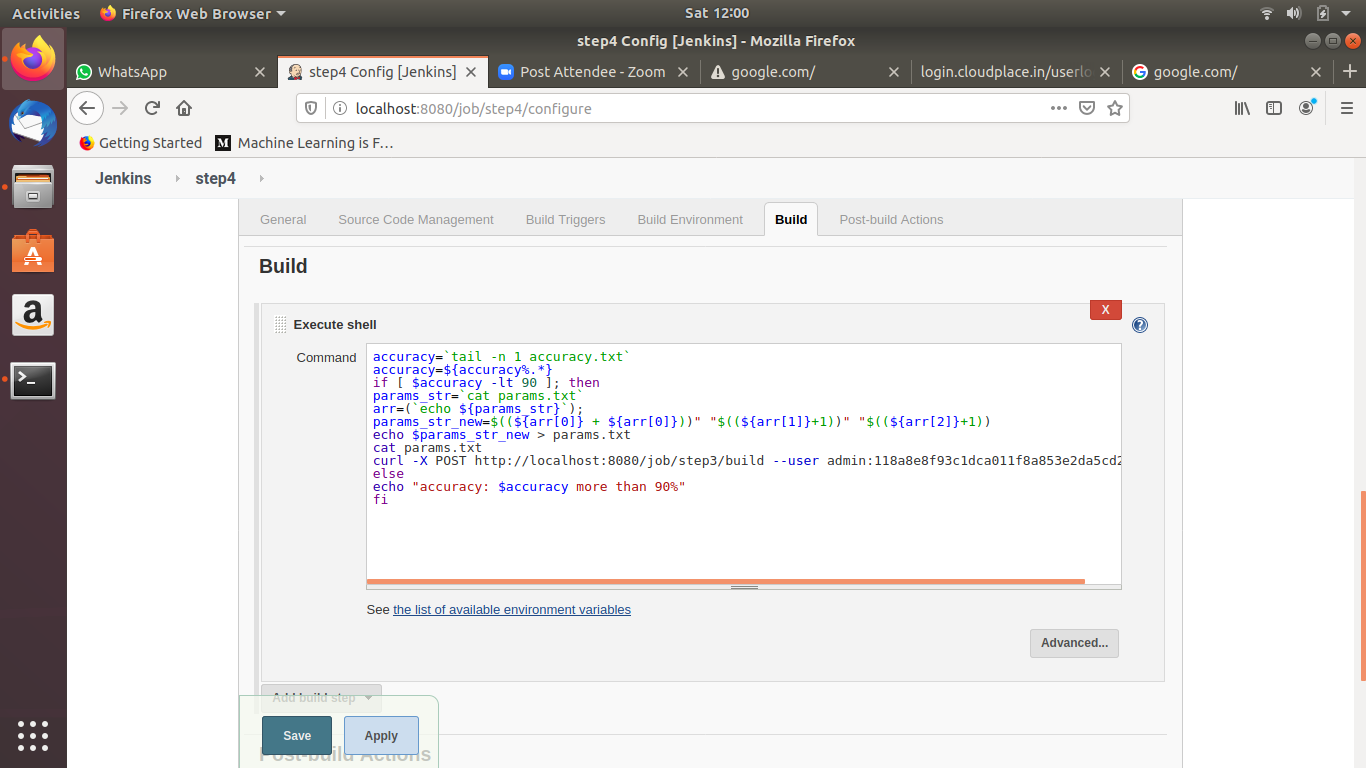 Activities
Firefox Web Browser
Sat 12:00
step4 Config [Jenkins] - Mozilla Firefox
WhatsApp
step4 Config [Jenkins]
Post Attendee - Zoom
google.com/
login.cloudplace.in/userlo
google.com/
localhost:8080/job/step4/configure
Getting Started
M Machine Learning is F…
Jenkins
step4
General
Source Code Management
Build Triggers
Build Environment
Build
Post-build Actions
Build
X
Execute shell
Command
accuracy=`tail -n 1 accuracy.txt`
accuracy=${accuracy%.*}
if [ $accuracy -lt 90 ]; then
params_str=`cat params.txt`
arr=(`echo ${params_str}`);
params_str_new=$((${arr[0]} + ${arr[0]}))" "$((${arr[1]}+1))" "$((${arr[2]}+1))
echo $params_str_new > params.txt
cat params.txt
curl -X POST http://localhost:8080/job/step3/build --user admin:118a8e8f93c1dca011f8a853e2da5cd2
else
echo "accuracy: $accuracy more than 90%"
fi
See the list of available environment variables
Advanced...
Add build step
Save
Apply
Post-build Actions